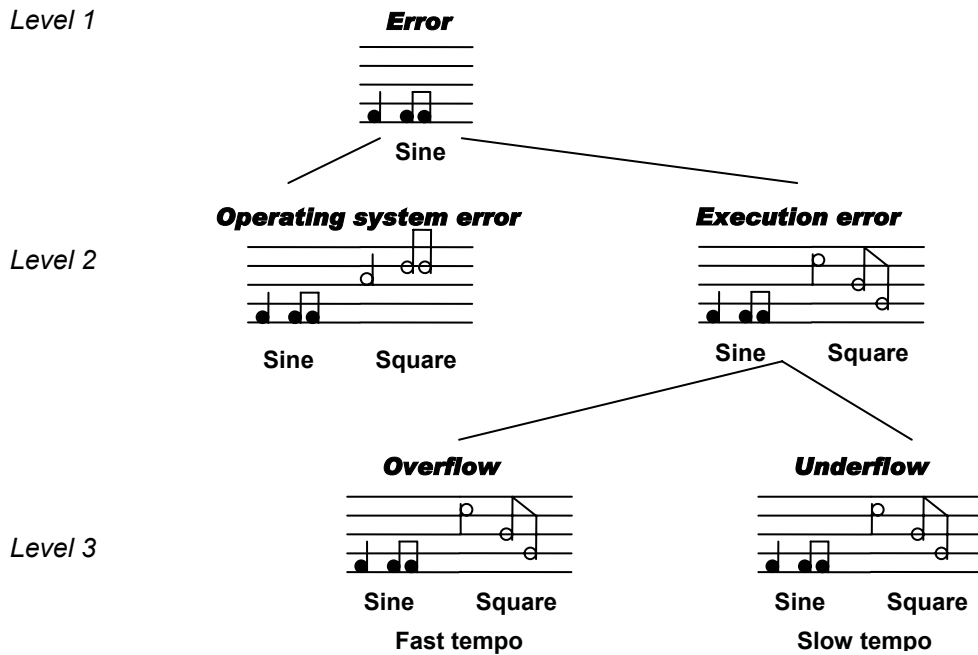 Level 1
Error
Sine
Operating system error
Execution error
Level 2
Sine
Square
Sine
Square
Overflow
Underflow
Level 3
Sine
Square
Sine
Square
Fast tempo
Slow tempo